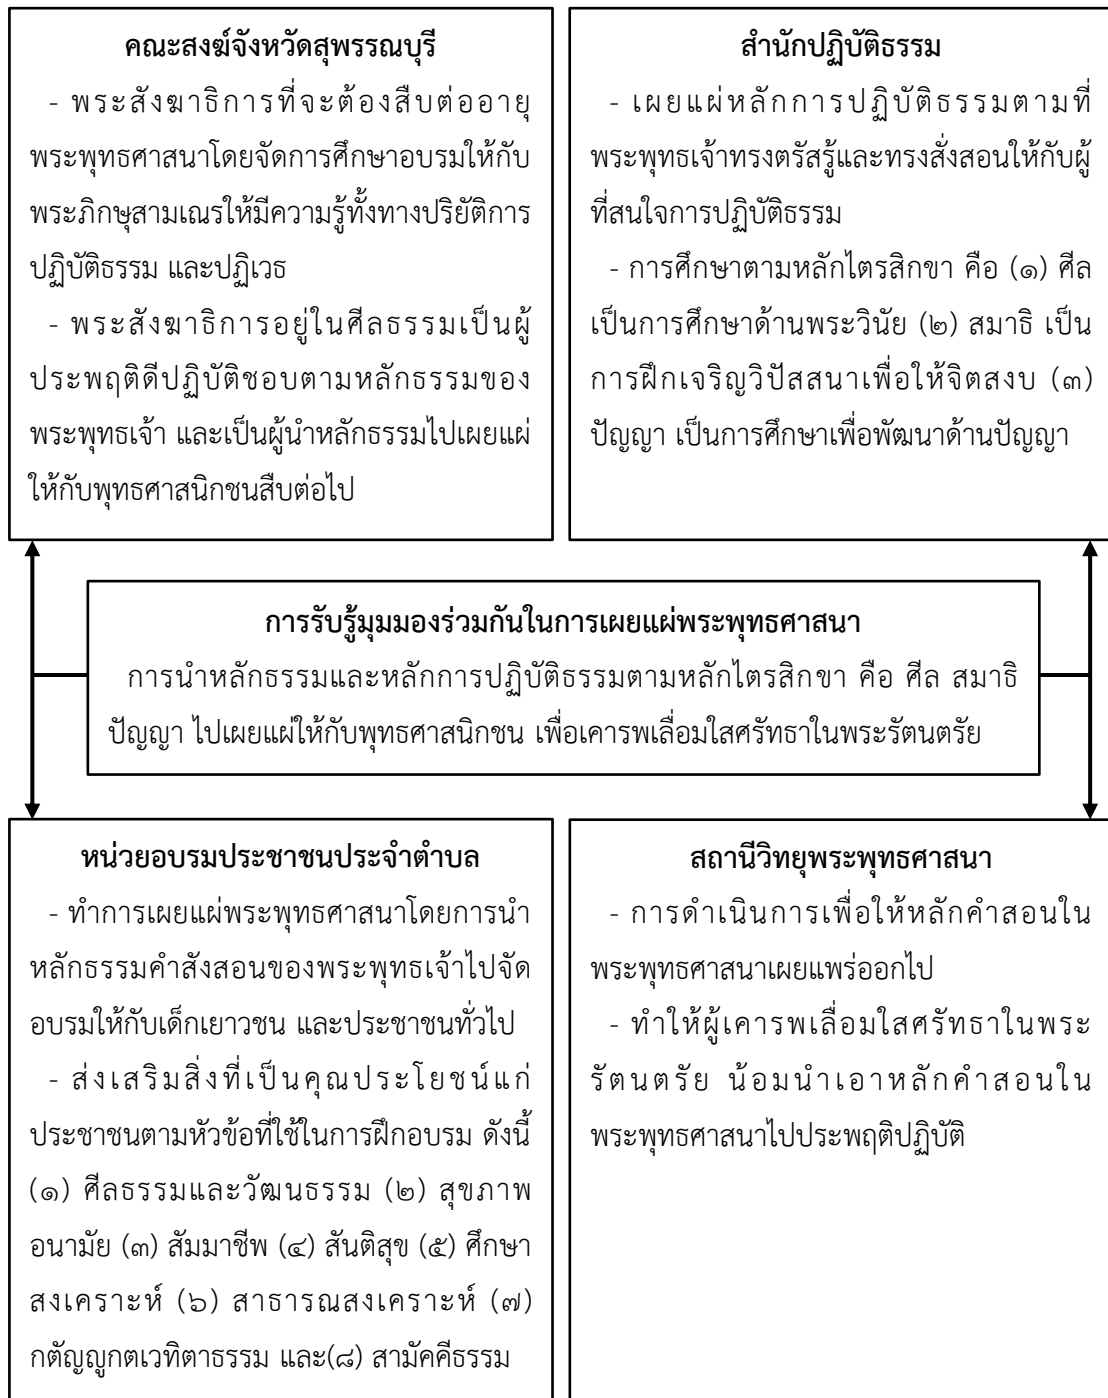 คณะสงฆ์จังหวัดสุพรรณบุรี
- พระสังฆาธิการที่จะต้องสืบต่ออายุ
พระพุทธศาสนาโดยจัดการศึกษาอบรมให้กับ
พระภิกษุสามเณรให้มีความรู้ทั้งทางปริยัติการ
ปฏิบัติธรรม และปฏิเวธ
- พระสังฆาธิการอยู่ในศีลธรรมเป็นผู้
ประพฤติดีปฏิบัติชอบตามหลักธรรมของ
พระพุทธเจ้า และเป็นผู้นำหลักธรรมไปเผยแผ่
ให้กับพุทธศาสนิกชนสืบต่อไป
สำนักปฏิบัติธรรม
- เผยแผ่หลักการปฏิบัติธรรมตามที่
พระพุทธเจ้าทรงตรัสรู้และทรงสั่งสอนให้กับผู้
ที่สนใจการปฏิบัติธรรม
- การศึกษาตามหลักไตรสิกขา คือ (๑) ศีล
เป็นการศึกษาด้านพระวินัย (๒) สมาธิ เป็น
การฝึกเจริญวิปัสสนาเพื่อให้จิตสงบ (๓)
ปัญญา เป็นการศึกษาเพื่อพัฒนาด้านปัญญา
การรับรู้มุมมองร่วมกันในการเผยแผ่พระพุทธศาสนา
การนำหลักธรรมและหลักการปฏิบัติธรรมตามหลักไตรสิกขา คือ ศีล สมาธิ
ปัญญา ไปเผยแผ่ให้กับพุทธศาสนิกชน เพื่อเคารพเลื่อมใสศรัทธาในพระรัตนตรัย
หน่วยอบรมประชาชนประจำตำบล
- ทำการเผยแผ่พระพุทธศาสนาโดยการนำ
หลักธรรมคำสังสอนของพระพุทธเจ้าไปจัด
อบรมให้กับเด็กเยาวชน และประชาชนทั่วไป
- ส่งเสริมสิ่งที่เป็นคุณประโยชน์แก่
ประชาชนตามหัวข้อที่ใช้ในการฝึกอบรม ดังนี้
(๑) ศีลธรรมและวัฒนธรรม (๒) สุขภาพ
อนามัย (๓) สัมมาชีพ (๔) สันติสุข (๕) ศึกษา
สงเคราะห์ (๖) สาธารณสงเคราะห์ (๗)
กตัญญูกตเวทิตาธรรม และ(๘) สามัคคีธรรม
สถานีวิทยุพระพุทธศาสนา
- การดำเนินการเพื่อให้หลักคำสอนใน
พระพุทธศาสนาเผยแพร่ออกไป
- ทำให้ผู้เคารพเลื่อมใสศรัทธาในพระ
รัตนตรัย น้อมนำเอาหลักคำสอนใน
พระพุทธศาสนาไปประพฤติปฏิบัติ